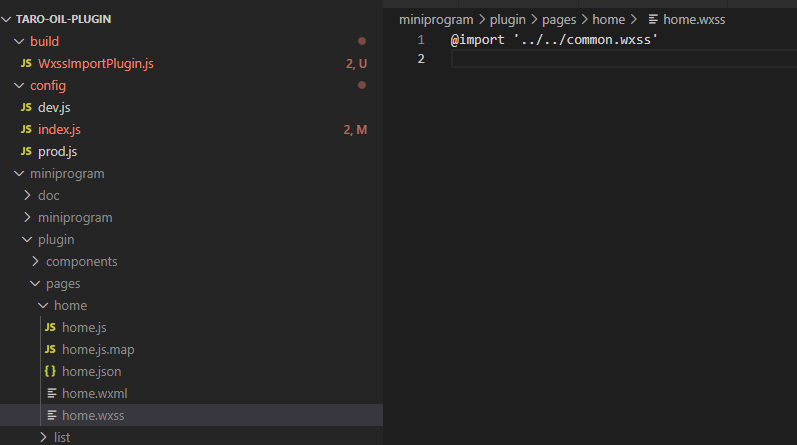 TARO-OIL-PLUGIN
build
JS WxssImportPlugin.js 2, U
config
JS dev.js
JS index.js 2, M
JS prod.js
miniprogram
doc
miniprogram
plugin
components
pages
home
JS home.js
JS home.js.map
{} home.json
home.wxml
home.wxss
list
miniprogram > plugin > pages > home > home.wxss
1 @import '../../common.wxss'
2